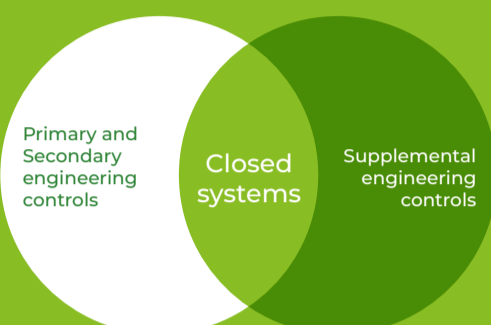 Primary and
Secondary
engineering
controls
Closed
systems
Supplemental
engineering
controls